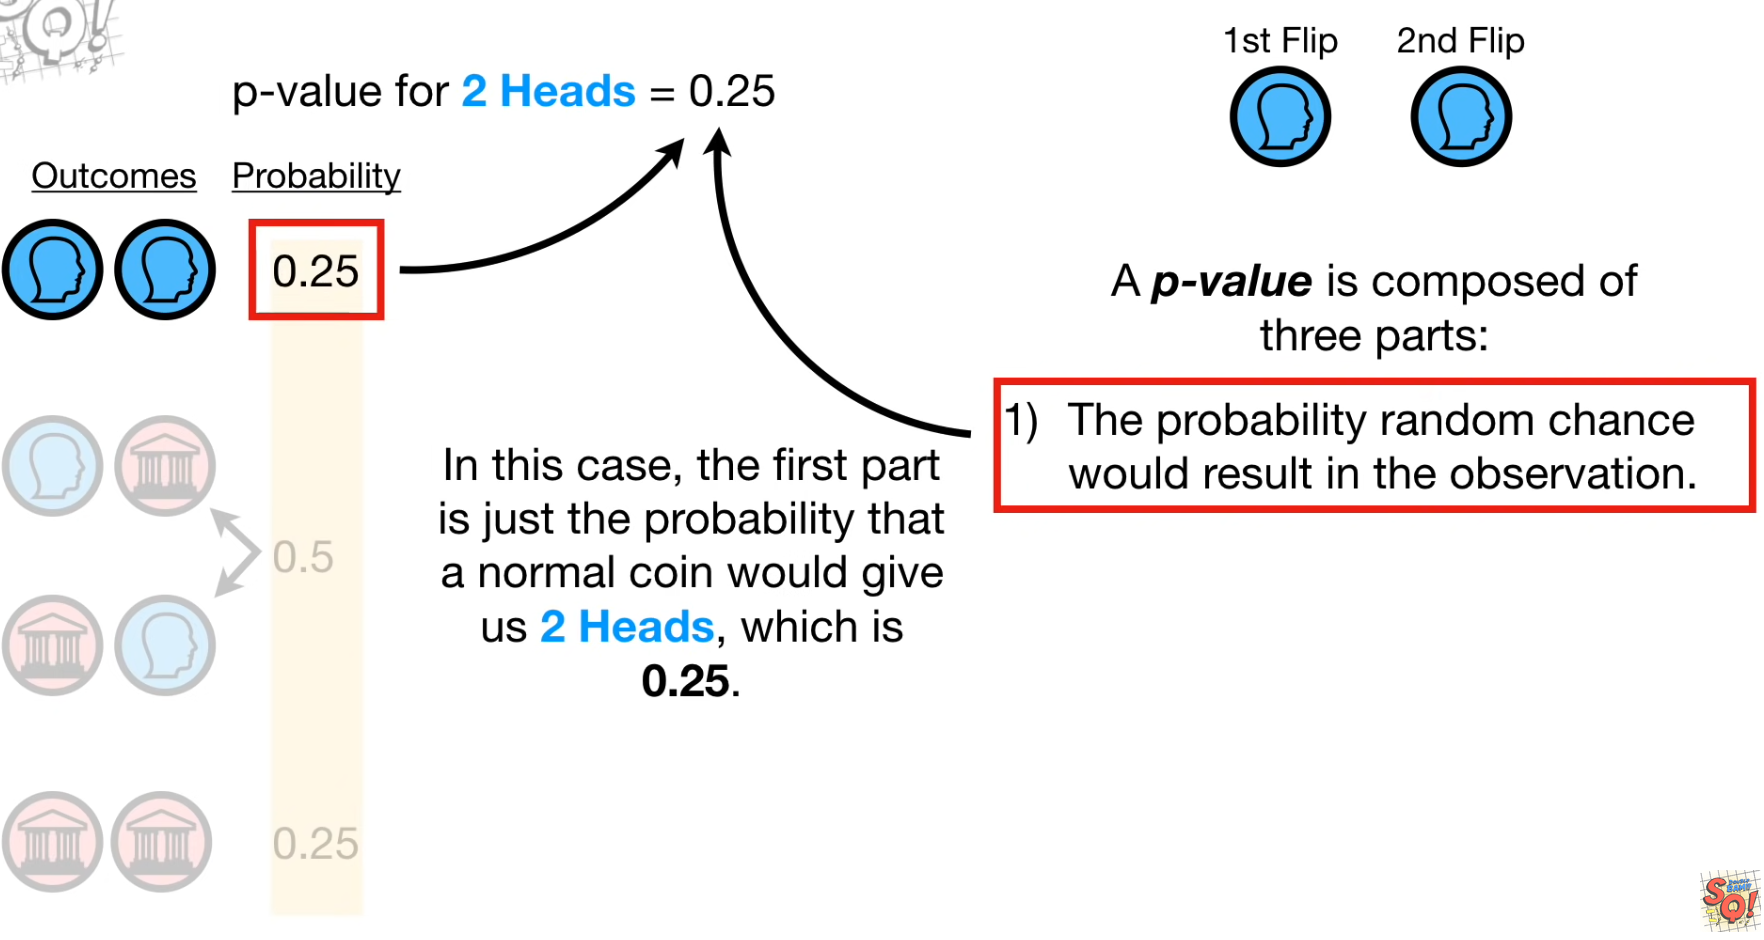 p-value for 2 Heads = 0.25
1st Flip
2nd Flip
Outcomes
Probability
0.25
0.5
0.25
In this case, the first part
is just the probability that
a normal coin would give
us 2 Heads, which is
0.25.
A p-value is composed of
three parts:
1) The probability random chance
would result in the observation.
SQ!